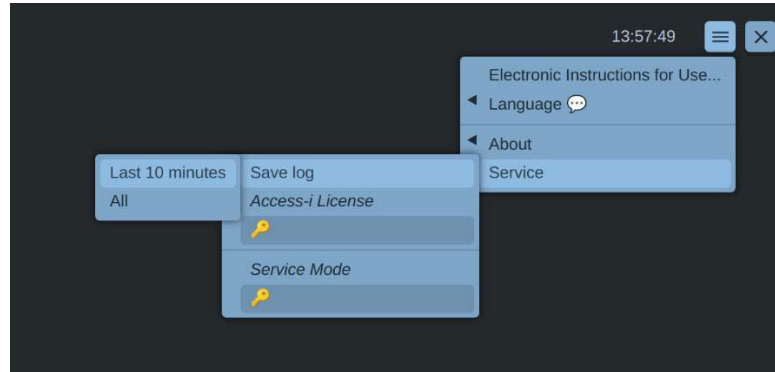 13:57:49
Electronic Instructions for Use...
Language
About
Service
Save log
Access-i License
Service Mode
Last 10 minutes
All